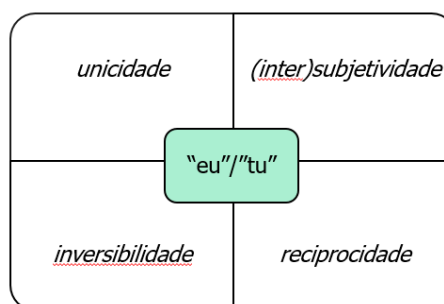 unicidade
(inter)subjetividade
“eu”/”tu”
inversibilidade
reciprocidade